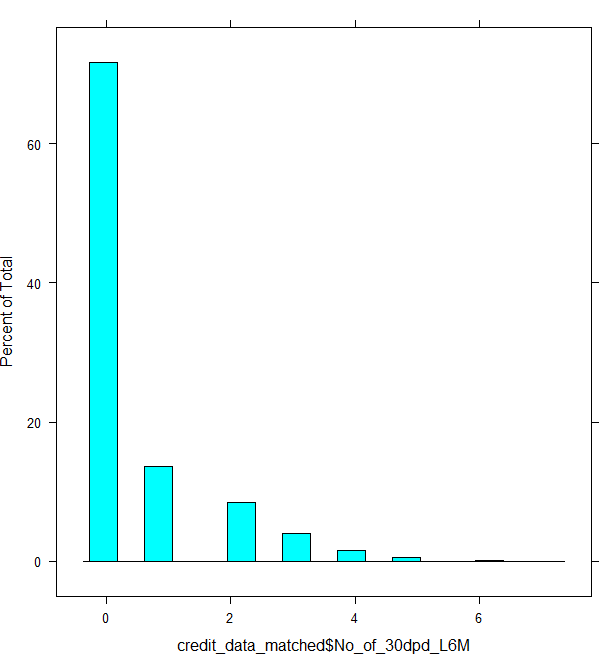 Percent of Total
60
40
20
0
0 2 4 6
credit_data_matched$No_of_30dpd_L6M